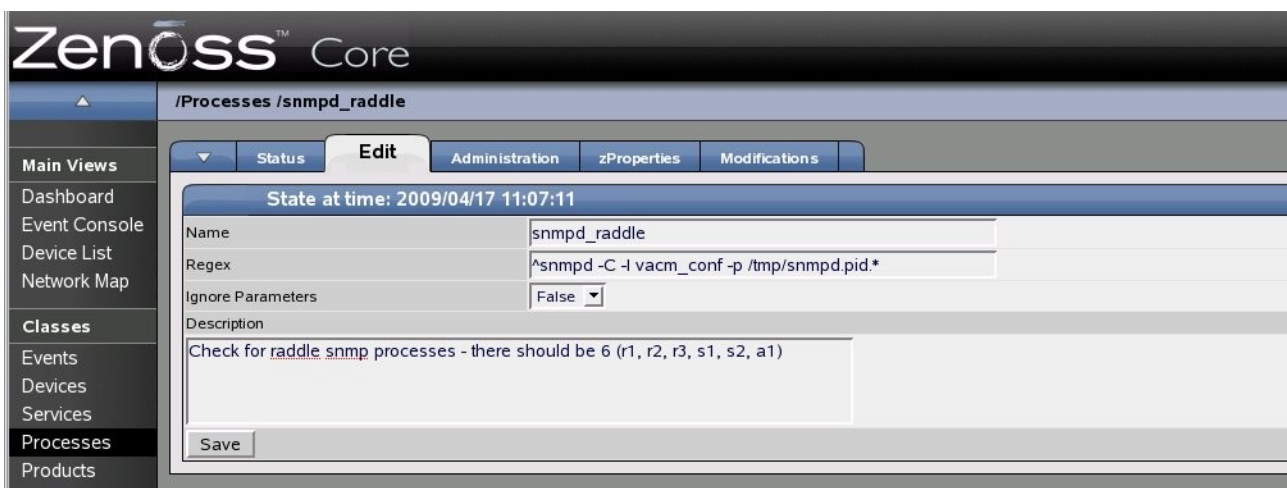 Zenoss™ Core
/Processes /snmpd_raddle
Main Views
Dashboard
Event Console
Device List
Network Map
Classes
Events
Devices
Services
Processes
Products
Status Edit Administration zProperties Modifications
State at time: 2009/04/17 11:07:11
Name snmpd_raddle
Regex ^snmpd -C -I vacm_conf -p /tmp/snmpd.pid.*
Ignore Parameters False
Description
Check for raddle snmp processes - there should be 6 (r1, r2, r3, s1, s2, a1)
Save